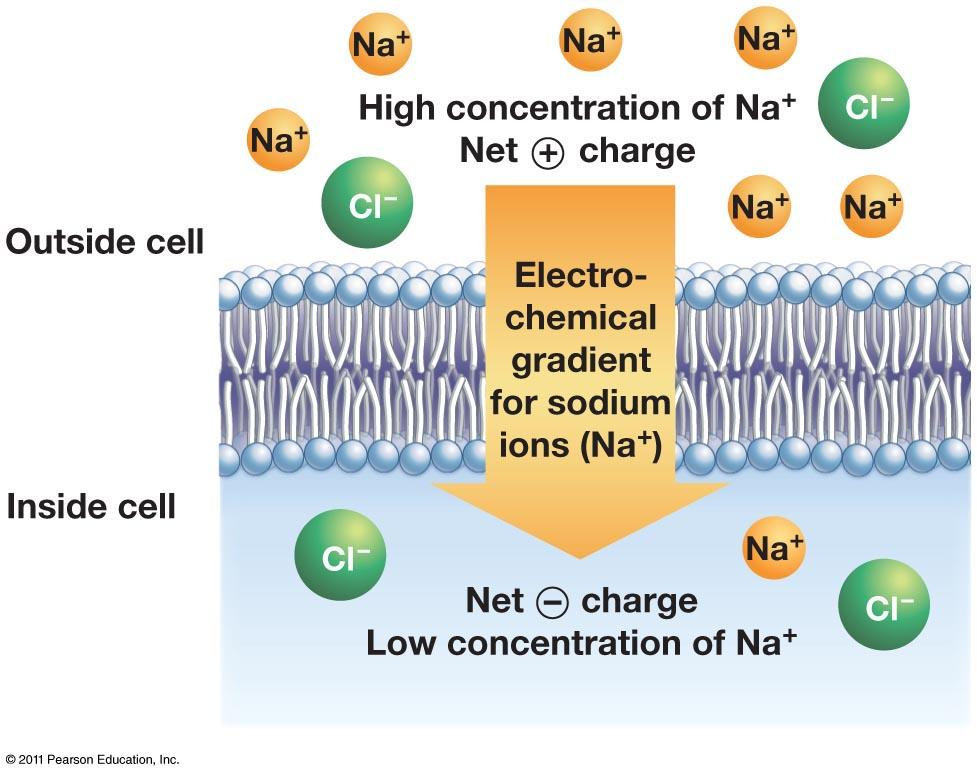 Na⁺
Na⁺
Na⁺
High concentration of Na⁺
Cl⁻
Net ⊕ charge
Na⁺
Cl⁻
Na⁺
Na⁺
Outside cell
Electro-
chemical
gradient
for sodium
ions (Na⁺)
Inside cell
Cl⁻
Na⁺
Net ⊖ charge
Cl⁻
Low concentration of Na⁺
© 2011 Pearson Education, Inc.